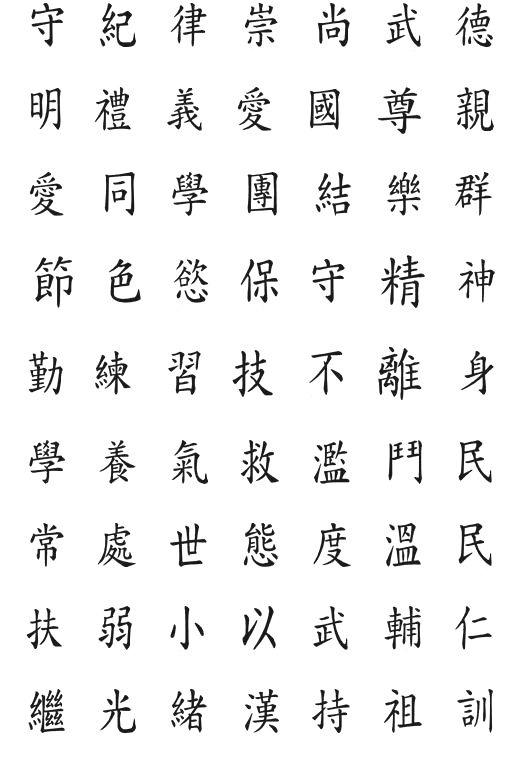 守紀律崇尚武德
明禮義愛國尊親
愛同學團結樂群
節色慾保守精神
勤練習技不離身
學養氣救濫鬥民
常處世態度溫民
扶弱小以武輔仁
繼光緒漢持祖訓